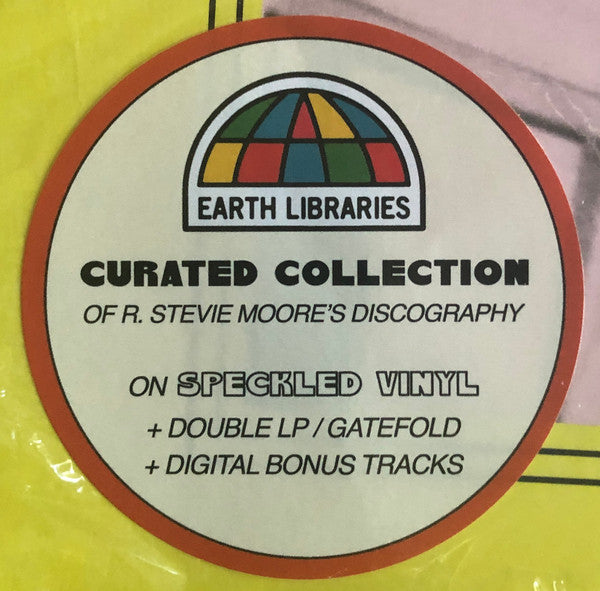 EARTH LIBRARIES
CURATED COLLECTION
OF R. STEVIE MOORE'S DISCOGRAPHY
ON SPECKLED VINYL
+ DOUBLE LP / GATEFOLD
+ DIGITAL BONUS TRACKS